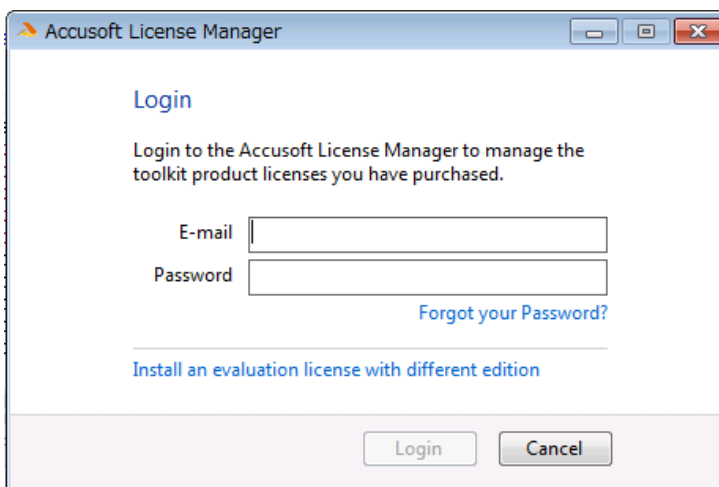 Accusoft License Manager
Login
Login to the Accusoft License Manager to manage the
toolkit product licenses you have purchased.
E-mail
Password
Forgot your Password?
Install an evaluation license with different edition
Login Cancel